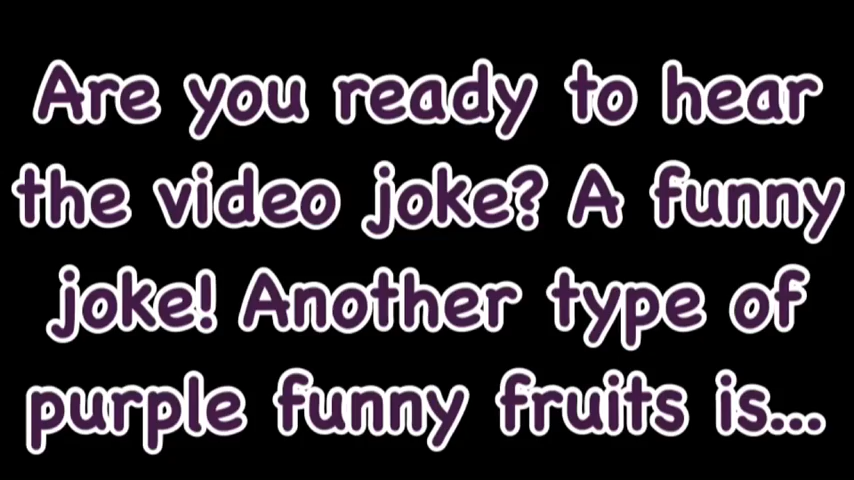 Are you ready to hear
the video joke? A funny
joke! Another type of
purple funny fruits is...